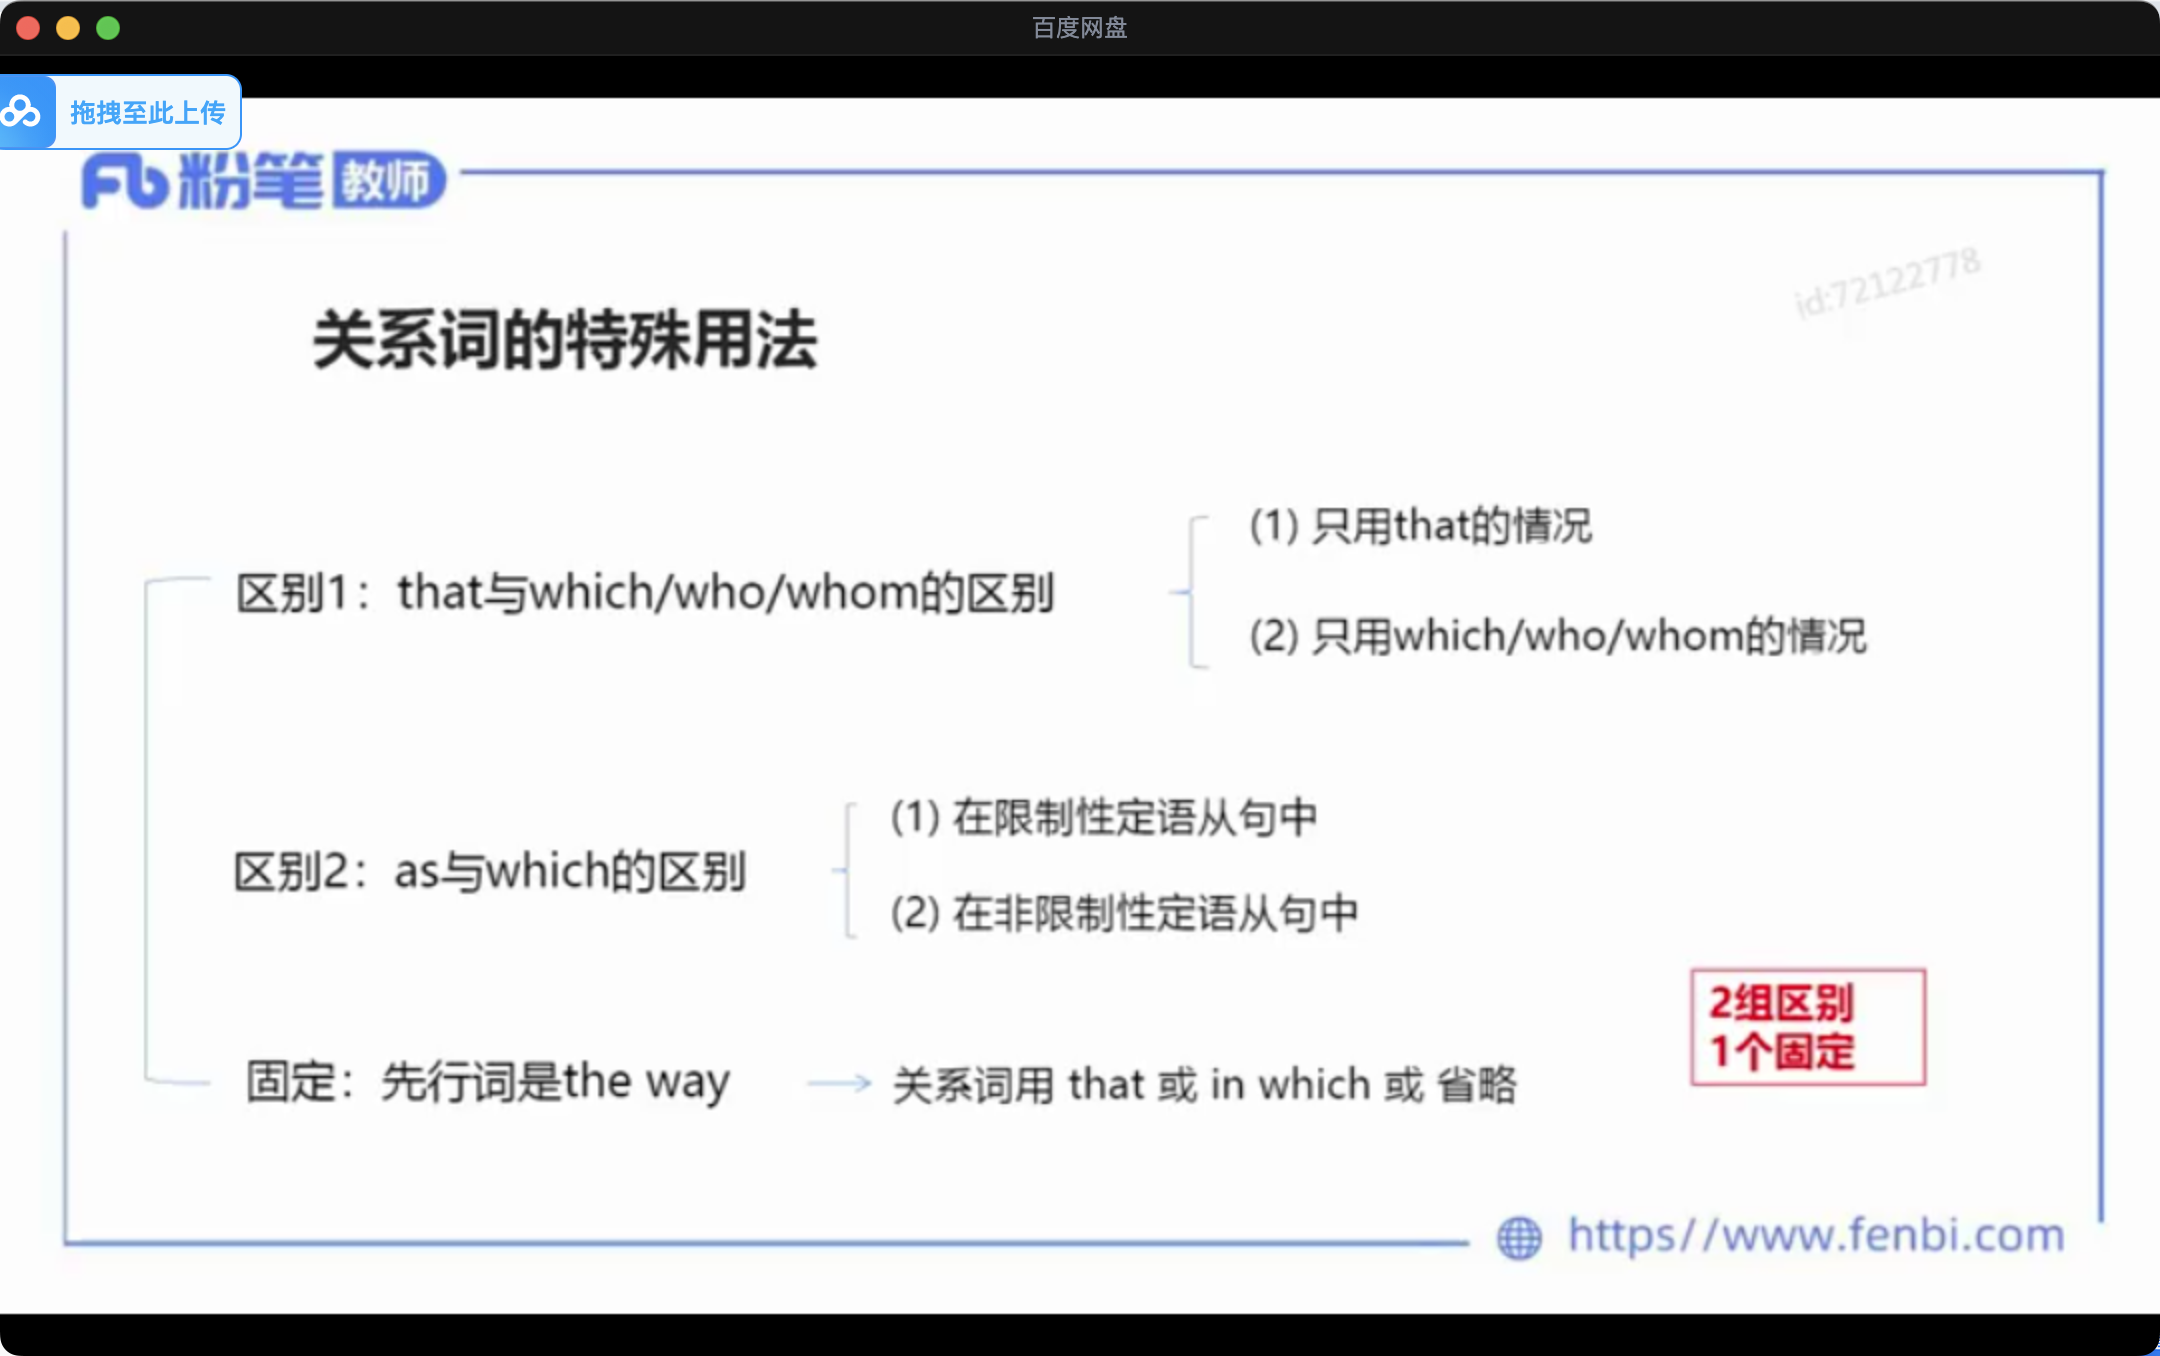 百度网盘
拖拽至此上传
Fb 粉笔 教师
id:72122778
关系词的特殊用法
(1) 只用that的情况
区别1：that与which/who/whom的区别
(2) 只用which/who/whom的情况
(1) 在限制性定语从句中
区别2：as与which的区别
(2) 在非限制性定语从句中
2组区别
1个固定
固定：先行词是the way → 关系词用 that 或 in which 或 省略
https//www.fenbi.com